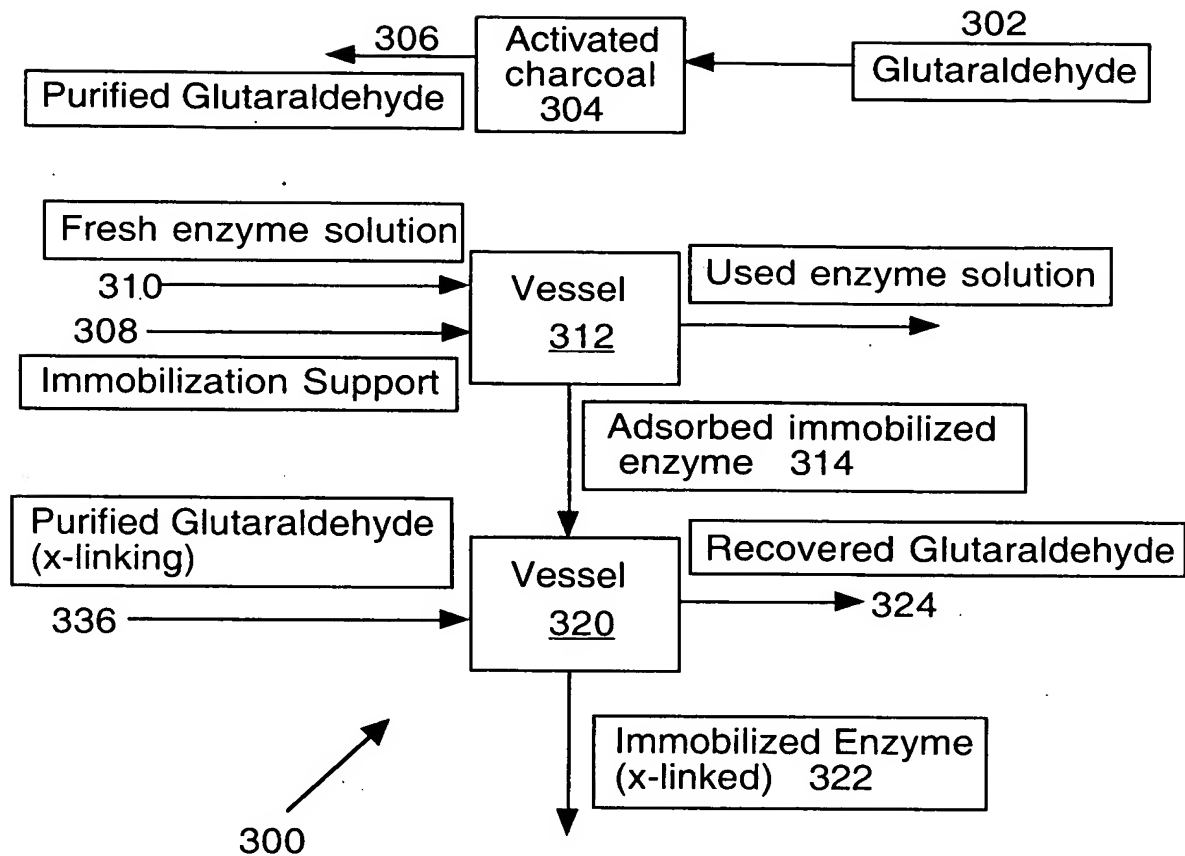 302
306
Activated
charcoal
304
Glutaraldehyde
Purified Glutaraldehyde
Fresh enzyme solution
310
308
Immobilization Support
Vessel
312
Used enzyme solution
Adsorbed immobilized
enzyme 314
Purified Glutaraldehyde
(x-linking)
336
Vessel
320
Recovered Glutaraldehyde
324
Immobilized Enzyme
(x-linked) 322
300